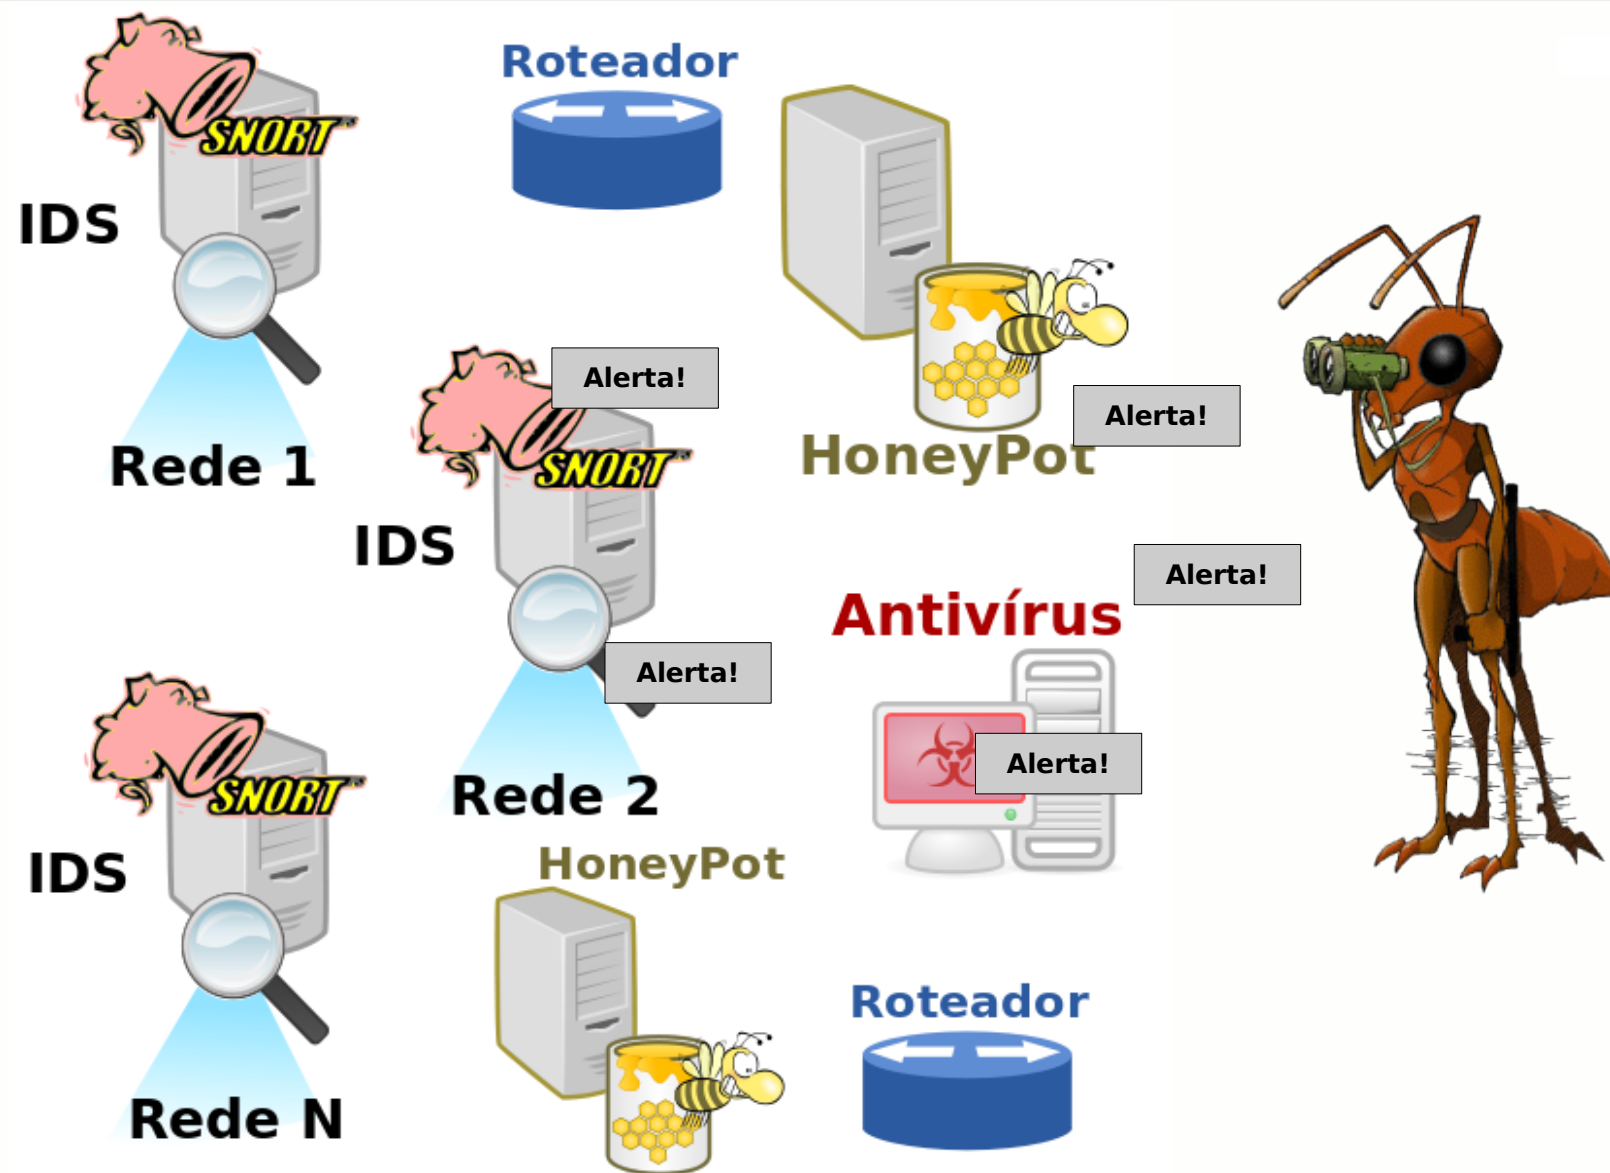 Roteador
SNORT
IDS
Rede 1
Alerta!
SNORT
IDS
HoneyPot
Alerta!
Alerta!
Antivírus
Alerta!
Alerta!
Rede 2
SNORT
IDS
HoneyPot
Rede N
Roteador